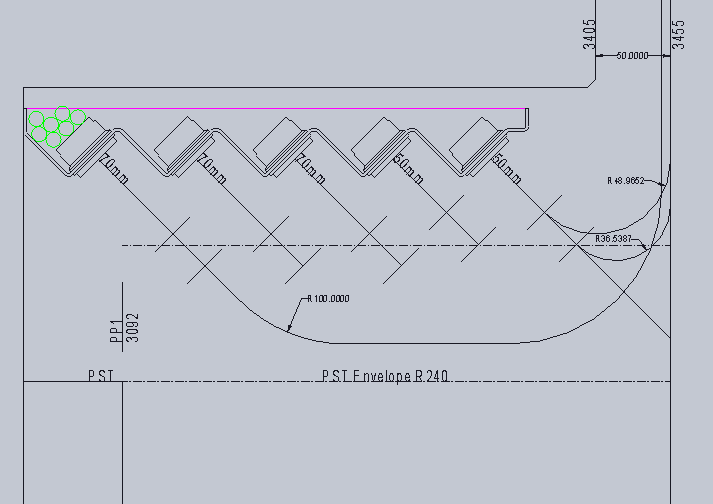 3405
3455
50.0000
70mm
70mm
70mm
50mm
50mm
R48.9652
R36.5387
R100.0000
PP1
3092
PST
PST Envelope R240